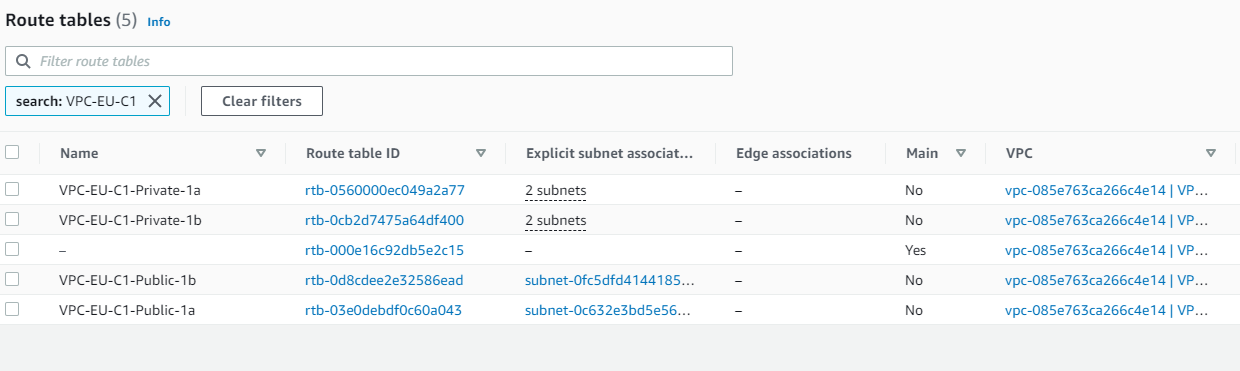 Route tables (5) Info
Filter route tables
search: VPC-EU-C1 Clear filters
Name Route table ID Explicit subnet associat… Edge associations Main VPC
VPC-EU-C1-Private-1a rtb-0560000ec049a2a77 2 subnets – No vpc-085e763ca266c4e14 | VP…
VPC-EU-C1-Private-1b rtb-0cb2d7475a64df400 2 subnets – No vpc-085e763ca266c4e14 | VP…
– rtb-000e16c92db5e2c15 – – Yes vpc-085e763ca266c4e14 | VP…
VPC-EU-C1-Public-1b rtb-0d8cdee2e32586ead subnet-0fc5dfd4144185… – No vpc-085e763ca266c4e14 | VP…
VPC-EU-C1-Public-1a rtb-03e0debdf0c60a043 subnet-0c632e3bd5e56… – No vpc-085e763ca266c4e14 | VP…